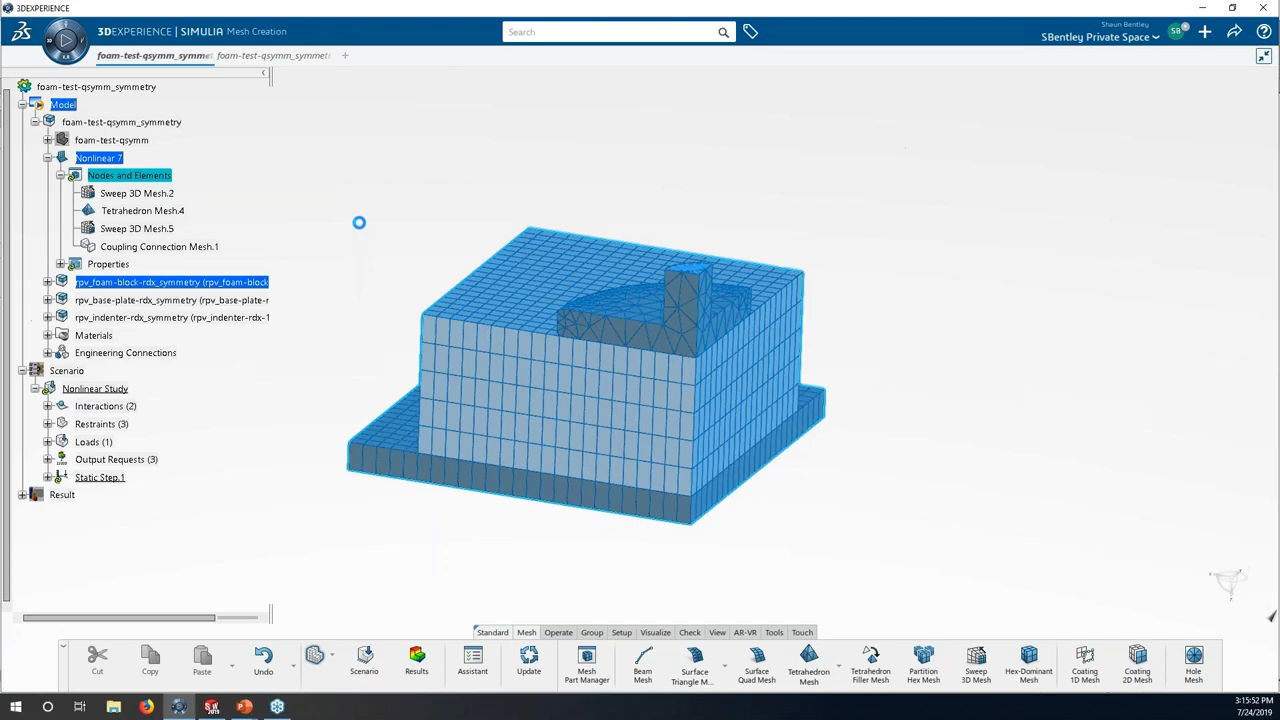 3DEXPERIENCE
3DEXPERIENCE | SIMULIA Mesh Creation
Search
Shaun Bentley
SBentley Private Space
SB
foam-test-qsymm_symme
foam-test-qsymm_symmetr
foam-test-qsymm_symmetry
Model
foam-test-qsymm_symmetry
foam-test-qsymm
Nonlinear 7
Nodes and Elements
Sweep 3D Mesh.2
Tetrahedron Mesh.4
Sweep 3D Mesh.5
Coupling Connection Mesh.1
Properties
rpv_foam-block-rdx_symmetry (rpv_foam-block
rpv_base-plate-rdx_symmetry (rpv_base-plate-r
rpv_indenter-rdx_symmetry (rpv_indenter-rdx-1
Materials
Engineering Connections
Scenario
Nonlinear Study
Interactions (2)
Restraints (3)
Loads (1)
Output Requests (3)
Static Step.1
Result
Standard Mesh Operate Group Setup Visualize Check View AR-VR Tools Touch
Cut
Copy
Paste
Undo
Scenario
Results
Assistant
Update
Mesh
Part Manager
Beam
Mesh
Surface
Triangle M...
Surface
Quad Mesh
Tetrahedron
Mesh
Tetrahedron
Filler Mesh
Partition
Hex Mesh
Sweep
3D Mesh
Hex-Dominant
Mesh
Coating
1D Mesh
Coating
2D Mesh
Hole
Mesh
3:15:52 PM
7/24/2019